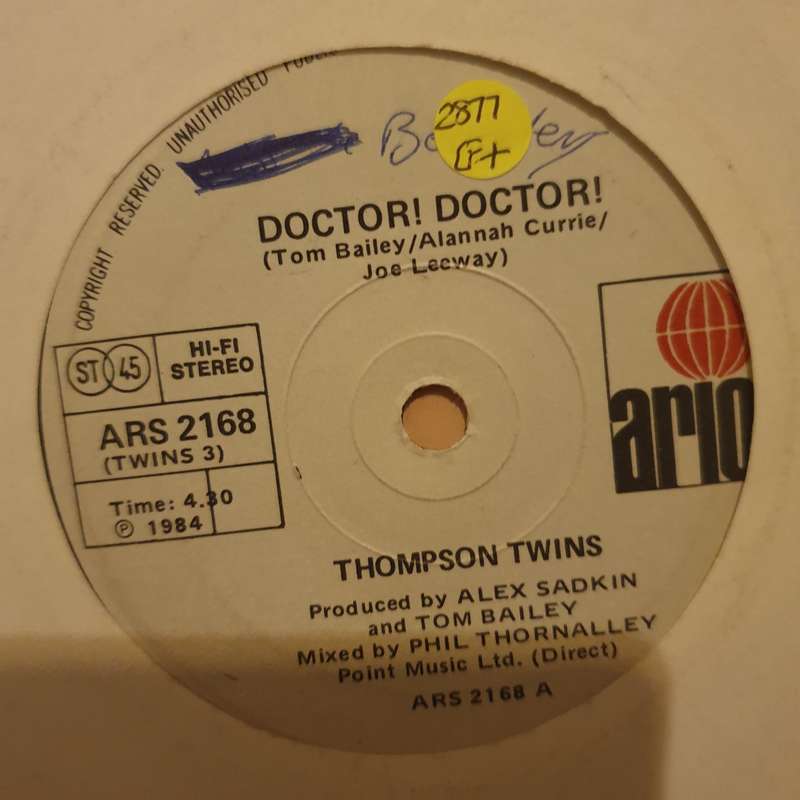 COPYRIGHT RESERVED. UNAUTHORISED
2877
DOCTOR! DOCTOR!
(Tom Bailey/Alannah Currie/
Joe Leeway)
ST 45
HI-FI
STEREO
ARS 2168
(TWINS 3)
Time: 4.30
℗ 1984
ario
THOMPSON TWINS
Produced by ALEX SADKIN
and TOM BAILEY
Mixed by PHIL THORNALLEY
Point Music Ltd. (Direct)
ARS 2168 A